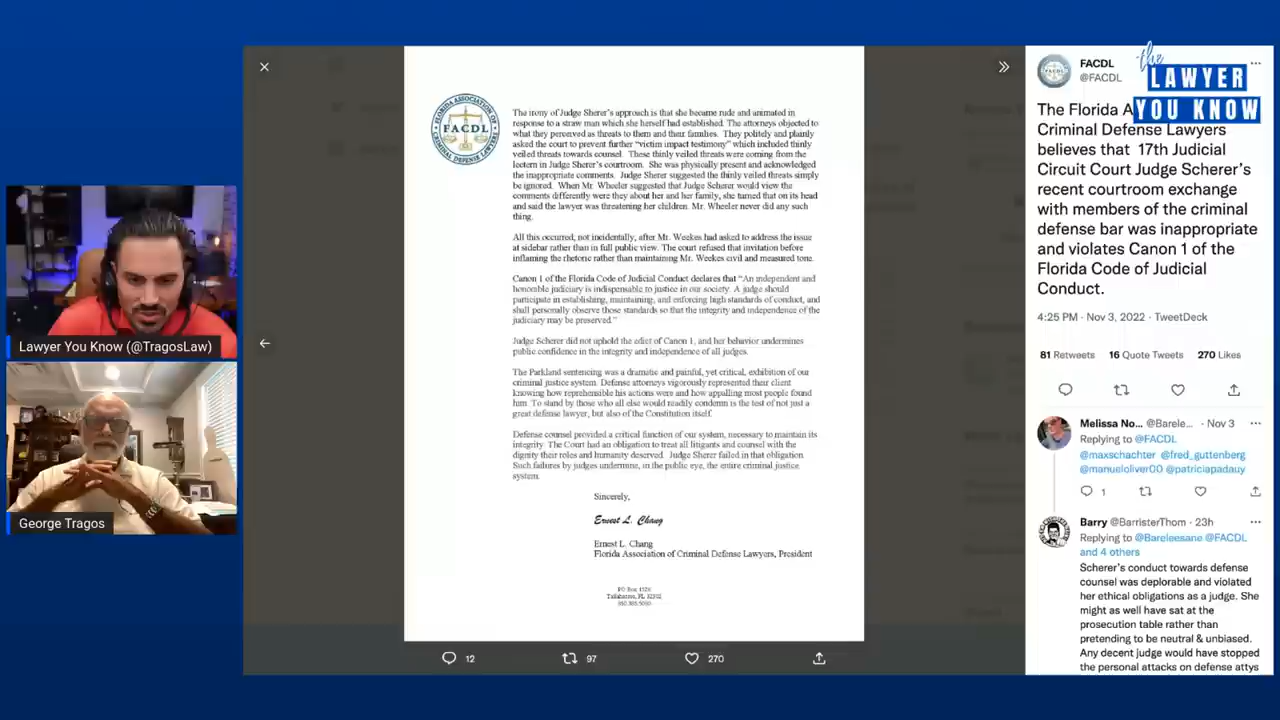 Lawyer You Know (@TragosLaw)
George Tragos
FACDL
FLORIDA ASSOCIATION OF
CRIMINAL DEFENSE LAWYERS
The irony of Judge Sherer's approach is that she became rude and animated in
response to a straw man which she herself had established. The attorneys objected to
what they perceived as threats to them and their families. They politely and plainly
asked the court to prevent further "victim impact testimony" which included thinly
veiled threats towards counsel. These thinly veiled threats were coming from the
lectern in Judge Sherer's courtroom. She was physically present and acknowledged
the inappropriate comments. Judge Sherer suggested the thinly veiled threats simply
be ignored. When Mr. Wheeler suggested that Judge Scherer would view the
comments differently were they about her and her family, she turned that on its head
and said the lawyer was threatening her children. Mr. Wheeler never did any such
thing.
All this occurred, not incidentally, after Mr. Weekes had asked to address the issue
at sidebar rather than in full public view. The court refused that invitation before
inflaming the rhetoric rather than maintaining Mr. Weekes civil and measured tone.
Canon 1 of the Florida Code of Judicial Conduct declares that "An independent and
honorable judiciary is indispensable to justice in our society. A judge should
participate in establishing, maintaining, and enforcing high standards of conduct, and
shall personally observe those standards so that the integrity and independence of the
judiciary may be preserved."
Judge Scherer did not uphold the edict of Canon 1, and her behavior undermines
public confidence in the integrity and independence of all judges.
The Parkland sentencing was a dramatic and painful, yet critical, exhibition of our
criminal justice system. Defense attorneys vigorously represented their client
knowing how reprehensible his actions were and how appalling most people found
him. To stand by those who all else would readily condemn is the test of not just a
great defense lawyer, but also of the Constitution itself.
Defense counsel provided a critical function of our system, necessary to maintain its
integrity. The Court had an obligation to treat all litigants and counsel with the
dignity their roles and humanity deserved. Judge Sherer failed in that obligation.
Such failures by judges undermine, in the public eye, the entire criminal justice
system.
Sincerely,
Ernest L. Chang
Ernest L. Chang
Florida Association of Criminal Defense Lawyers, President
PO Box
Tallahassee, FL
12
97
270
the
LAWYER
YOU KNOW
FACDL
@FACDL
The Florida A
Criminal Defense Lawyers
believes that 17th Judicial
Circuit Court Judge Scherer's
recent courtroom exchange
with members of the criminal
defense bar was inappropriate
and violates Canon 1 of the
Florida Code of Judicial
Conduct.
4:25 PM · Nov 3, 2022 · TweetDeck
81 Retweets 16 Quote Tweets 270 Likes
Melissa No... @Barele... · Nov 3
Replying to @FACDL
@maxschachter @fred_guttenberg
@manueloliver00 @patriciapadauy
1
Barry @BarristerThom · 23h
Replying to @Bareleesane @FACDL
and 4 others
Scherer's conduct towards defense
counsel was deplorable and violated
her ethical obligations as a judge. She
might as well have sat at the
prosecution table rather than
pretending to be neutral & unbiased.
Any decent judge would have stopped
the personal attacks on defense attys